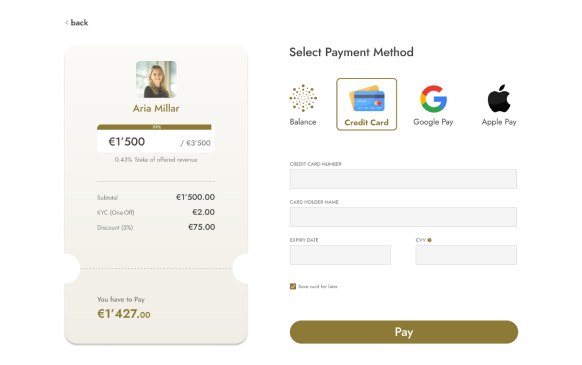 < back
Aria Millar
€1'500
/ €3'500
0.43% Stake of offered revenue
Subtotal
€1'500.00
KYC (One-Off)
€2.00
Discount (5%)
€75.00
You have to Pay
€1'427.00
Select Payment Method
Balance
Credit Card
Google Pay
Apple Pay
CREDIT CARD NUMBER
CARD HOLDER NAME
EXPIRY DATE
CVV
Save card for later
Pay